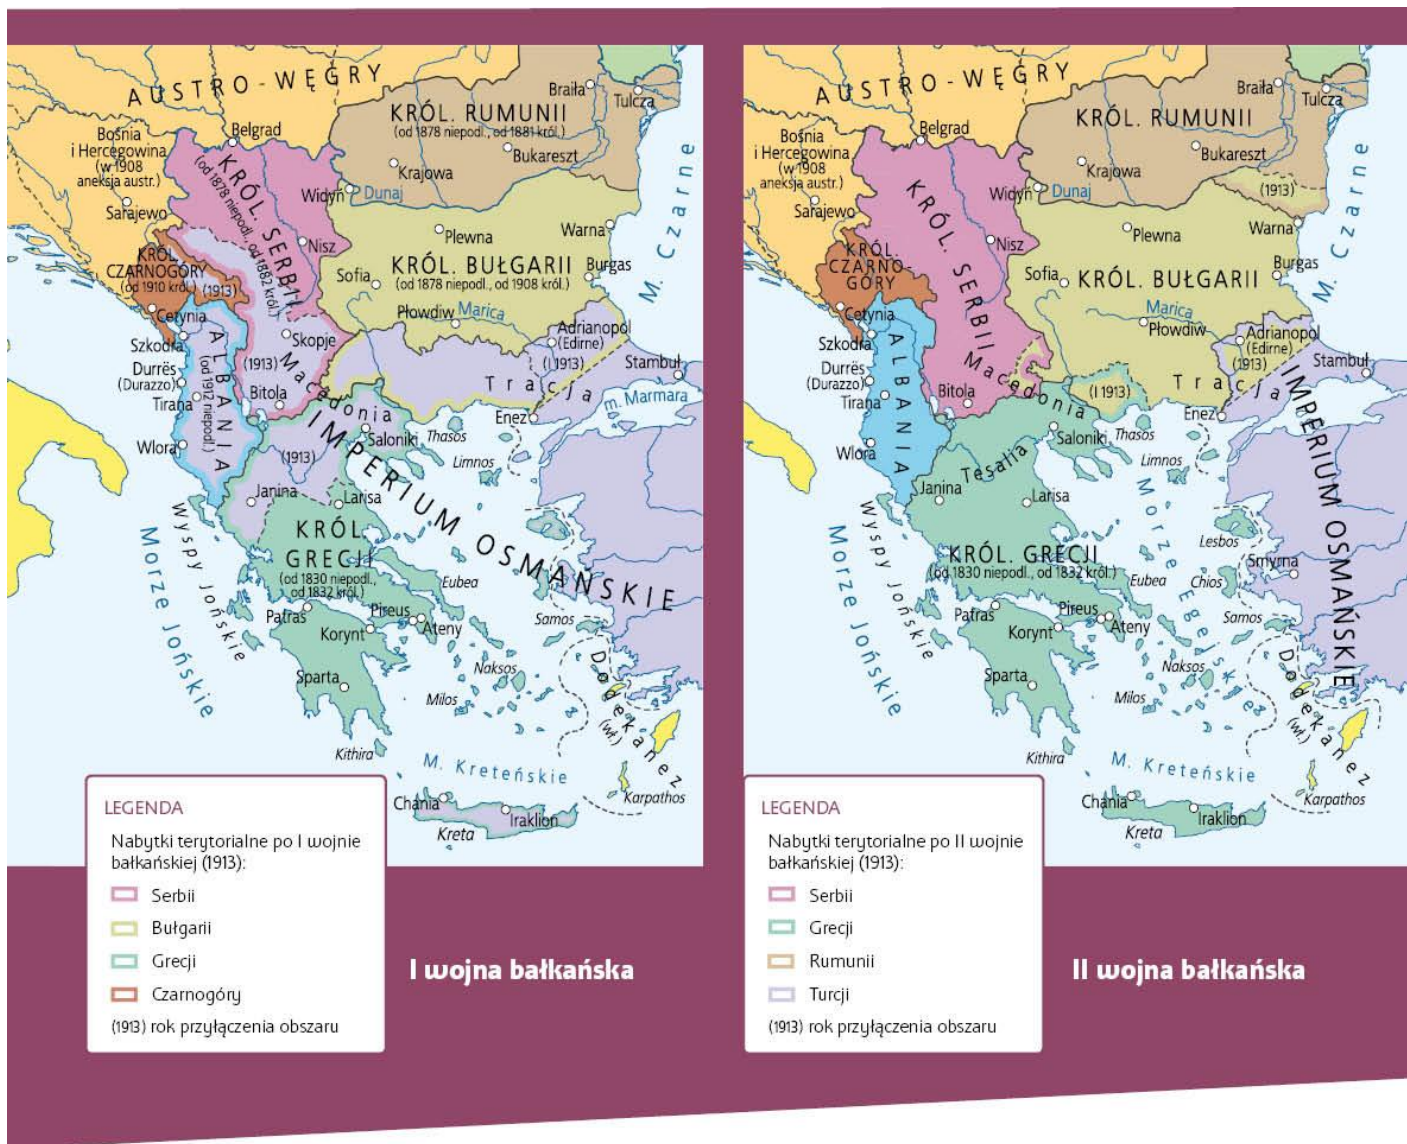 AUSTRO-WĘGRY
Braiła
Tulcza
KRÓL. RUMUNII
(od 1878 niepodl., od 1881 król.)
Bośnia
i Hercegowina
(w 1908
aneksja austr.)
Belgrad
Bukareszt
Krajowa
Sarajewo
KRÓL. SERBII
(od 1878 niepodl., od 1882 król.)
Widyń
Dunaj
M. Czarne
Warna
Plewna
Nisz
KRÓL.
CZARNOGÓRY
(od 1910 król.)
(1913)
Sofia
KRÓL. BUŁGARII
(od 1878 niepodl., od 1908 król.)
Burgas
Cetynia
Płowdiw
Marica
Adrianopol
(Edirne)
Szkodra
Skopje
(1913)
(1913)
Stambuł
Durrës
(Durazzo)
ALBANIA
(od 1912 niepodl.)
Macedonia
Bitola
Tracja
Tirana
m. Marmara
Enez
Wlora
Saloniki
Thasos
(1913)
Limnos
IMPERIUM OSMAŃSKIE
Janina
Larisa
Morze Jońskie
Wyspy Jońskie
KRÓL.
GRECJI
(od 1830 niepodl.,
od 1832 król.)
Eubea
Patras
Pireus
Ateny
Korynt
Samos
Sparta
Naksos
Milos
Dodekanez
(wł.)
Kithira
M. Kreteńskie
Karpathos
Chania
Iraklion
Kreta
LEGENDA
Nabytki terytorialne po I wojnie
bałkańskiej (1913):
Serbii
Bułgarii
Grecji
Czarnogóry
(1913) rok przyłączenia obszaru
I wojna bałkańska
AUSTRO-WĘGRY
Braiła
Tulcza
KRÓL. RUMUNII
Bośnia
i Hercegowina
(w 1908
aneksja austr.)
Belgrad
Bukareszt
Krajowa
Sarajewo
KRÓL. SERBII
Widyń
Dunaj
(1913)
M. Czarne
Warna
Plewna
Nisz
KRÓL.
CZARNO
GÓRY
Sofia
KRÓL. BUŁGARII
Burgas
Cetynia
Marica
Płowdiw
Adrianopol
(Edirne)
(1913)
Szkodra
Stambuł
Durrës
(Durazzo)
ALBANIA
Macedonia
Bitola
(1913)
Tracja
Tirana
Enez
Wlora
Saloniki
Thasos
Tesalia
Limnos
IMPERIUM OSMAŃSKIE
Janina
Larisa
Morze Jońskie
Wyspy Jońskie
Morze Egejskie
Lesbos
KRÓL. GRECJI
(od 1830 niepodl., od 1832 król.)
Eubea
Chios
Smyrna
Patras
Pireus
Ateny
Korynt
Samos
Sparta
Naksos
Milos
Dodekanez
(wł.)
Kithira
M. Kreteńskie
Karpathos
Chania
Iraklion
Kreta
LEGENDA
Nabytki terytorialne po II wojnie
bałkańskiej (1913):
Serbii
Grecji
Rumunii
Turcji
(1913) rok przyłączenia obszaru
II wojna bałkańska